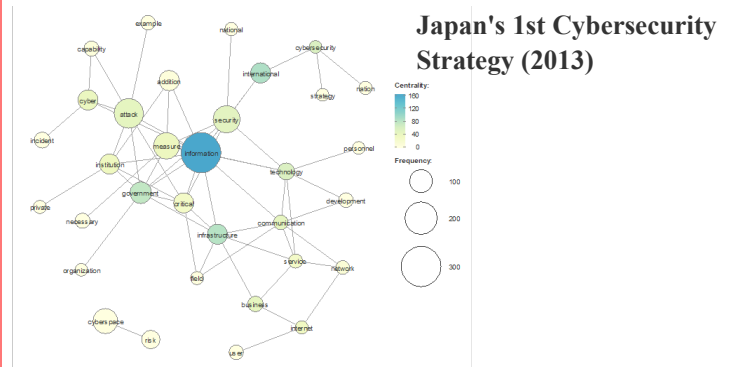 Japan's 1st Cybersecurity
Strategy (2013)
example
national
capability
cybersecurity
addition
international
Centrality:
160
120
80
40
0
cyber
strategy
nation
attack
security
incident
measure
information
personnel
institution
technology
Frequency:
100
200
300
government
private
critical
development
necessary
communication
infrastructure
organization
field
service
network
business
cyberspace
internet
risk
user